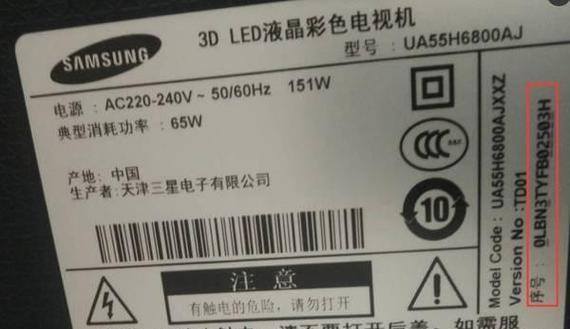 SAMSUNG
3D LED液晶彩色电视机
型号 : UA55H6800AJ
电源 : AC220-240V ~ 50/60Hz 151W
典型消耗功率 : 65W
产地: 中国
生产者:天津三星电子有限公司
CCC
10
注 意
有触电的危险，请勿打开
Model Code : UA55H6800AJXXZ
Version No :TD01
序号 : 0LBN3TYFB02503H